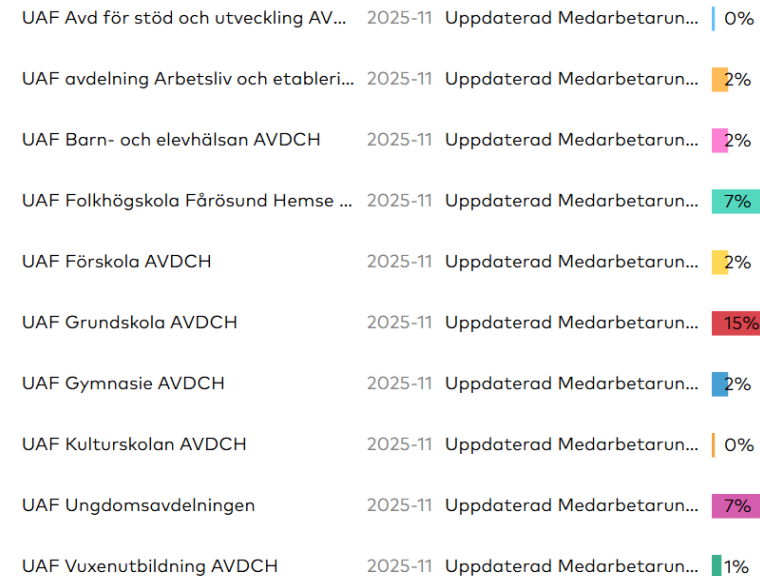 UAF Avd för stöd och utveckling AV... 2025-11 Uppdaterad Medarbetarun... 0%
UAF avdelning Arbetsliv och etableri... 2025-11 Uppdaterad Medarbetarun... 2%
UAF Barn- och elevhälsan AVDCH 2025-11 Uppdaterad Medarbetarun... 2%
UAF Folkhögskola Fårösund Hemse ... 2025-11 Uppdaterad Medarbetarun... 7%
UAF Förskola AVDCH 2025-11 Uppdaterad Medarbetarun... 2%
UAF Grundskola AVDCH 2025-11 Uppdaterad Medarbetarun... 15%
UAF Gymnasie AVDCH 2025-11 Uppdaterad Medarbetarun... 2%
UAF Kulturskolan AVDCH 2025-11 Uppdaterad Medarbetarun... 0%
UAF Ungdomsavdelningen 2025-11 Uppdaterad Medarbetarun... 7%
UAF Vuxenutbildning AVDCH 2025-11 Uppdaterad Medarbetarun... 1%